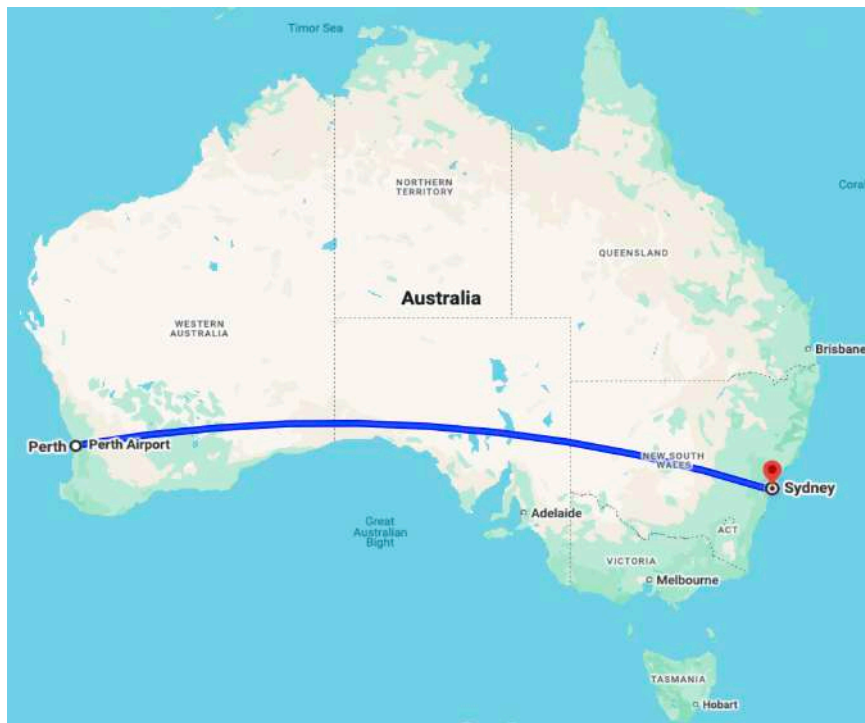 Timor Sea
Coral
NORTHERN
TERRITORY
QUEENSLAND
Australia
WESTERN
AUSTRALIA
Brisbane
Perth
Perth Airport
NEW SOUTH
WALES
Sydney
Adelaide
Great
Australian
Bight
ACT
VICTORIA
Melbourne
TASMANIA
Hobart